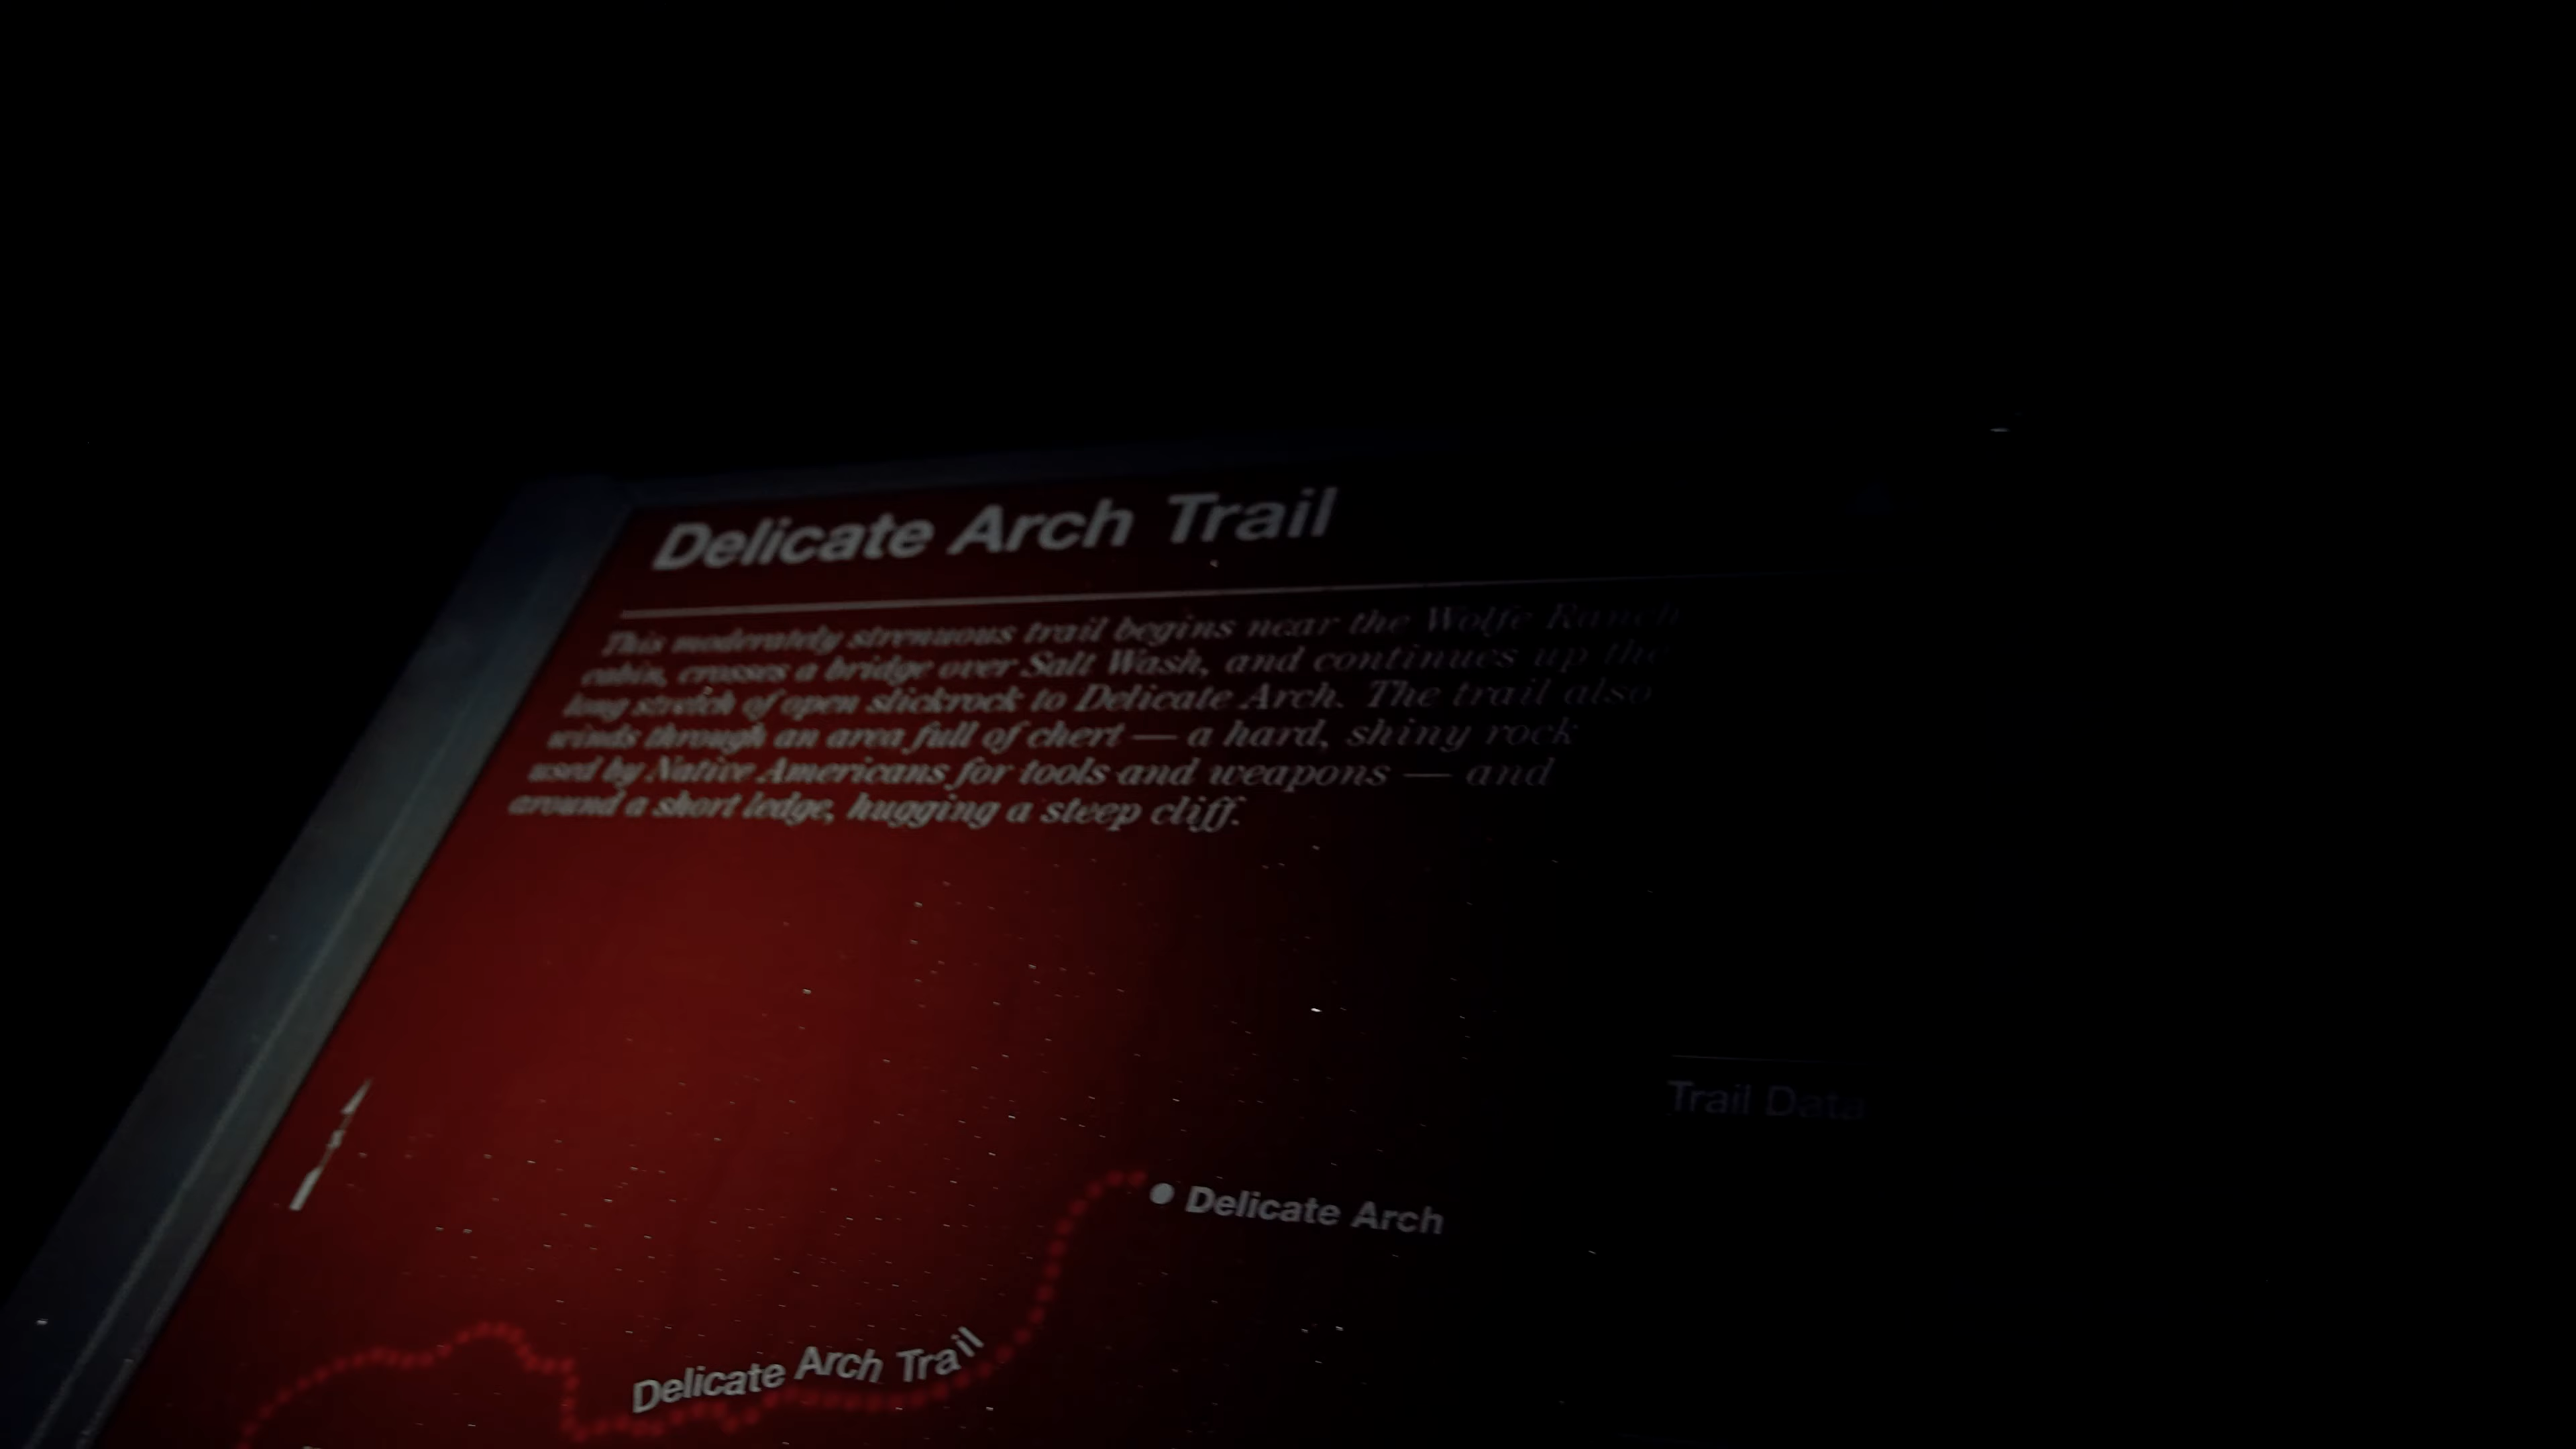 Delicate Arch Trail
This moderately strenuous trail begins near the Wolfe Ranch
cabin, crosses a bridge over Salt Wash, and continues up the
long stretch of open slickrock to Delicate Arch. The trail also
winds through an area full of chert — a hard, shiny rock
used by Native Americans for tools and weapons — and
around a short ledge, hugging a steep cliff.
Trail Data
Delicate Arch
Delicate Arch Trail